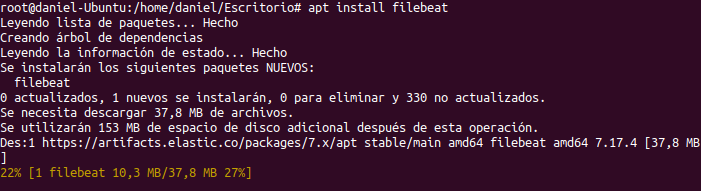 root@daniel-Ubuntu:/home/daniel/Escritorio# apt install filebeat
Leyendo lista de paquetes... Hecho
Creando árbol de dependencias
Leyendo la información de estado... Hecho
Se instalarán los siguientes paquetes NUEVOS:
  filebeat
0 actualizados, 1 nuevos se instalarán, 0 para eliminar y 330 no actualizados.
Se necesita descargar 37,8 MB de archivos.
Se utilizarán 153 MB de espacio de disco adicional después de esta operación.
Des:1 https://artifacts.elastic.co/packages/7.x/apt stable/main amd64 filebeat amd64 7.17.4 [37,8 MB
]
22% [1 filebeat 10,3 MB/37,8 MB 27%]